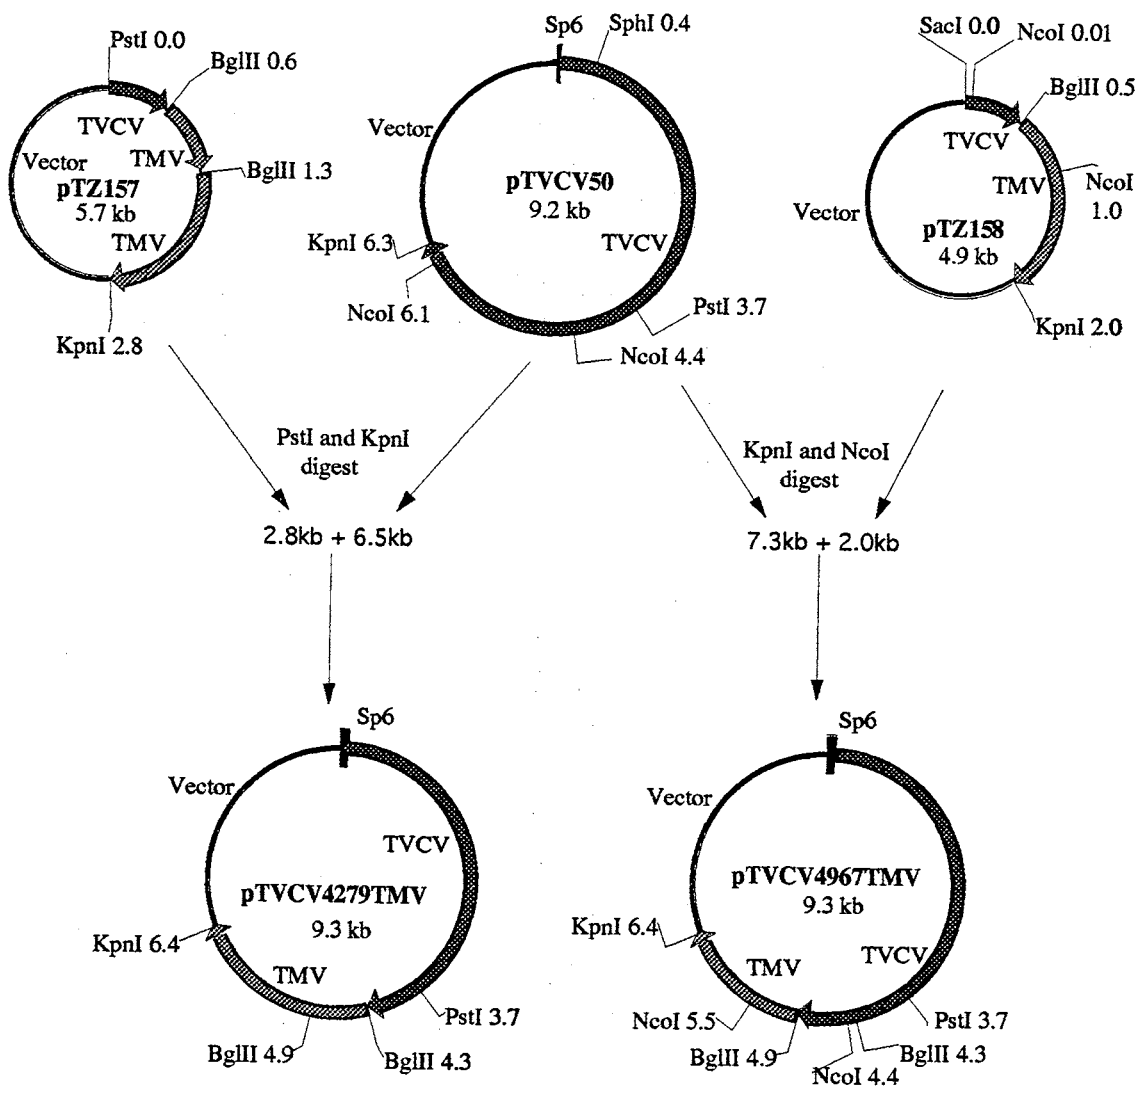 PstI 0.0
BglII 0.6
TVCV
Vector
TMV
BglII 1.3
pTZ157
5.7 kb
TMV
KpnI 2.8
Sp6
SphI 0.4
Vector
pTVCV50
9.2 kb
TVCV
KpnI 6.3
NcoI 6.1
PstI 3.7
NcoI 4.4
SacI 0.0
NcoI 0.01
BglII 0.5
TVCV
TMV
NcoI
1.0
Vector
pTZ158
4.9 kb
KpnI 2.0
PstI and KpnI
digest
2.8kb + 6.5kb
KpnI and NcoI
digest
7.3kb + 2.0kb
Sp6
Vector
TVCV
pTVCV4279TMV
9.3 kb
KpnI 6.4
TMV
PstI 3.7
BglII 4.9
BglII 4.3
Sp6
Vector
pTVCV4967TMV
9.3 kb
KpnI 6.4
TMV
TVCV
NcoI 5.5
PstI 3.7
BglII 4.9
BglII 4.3
NcoI 4.4